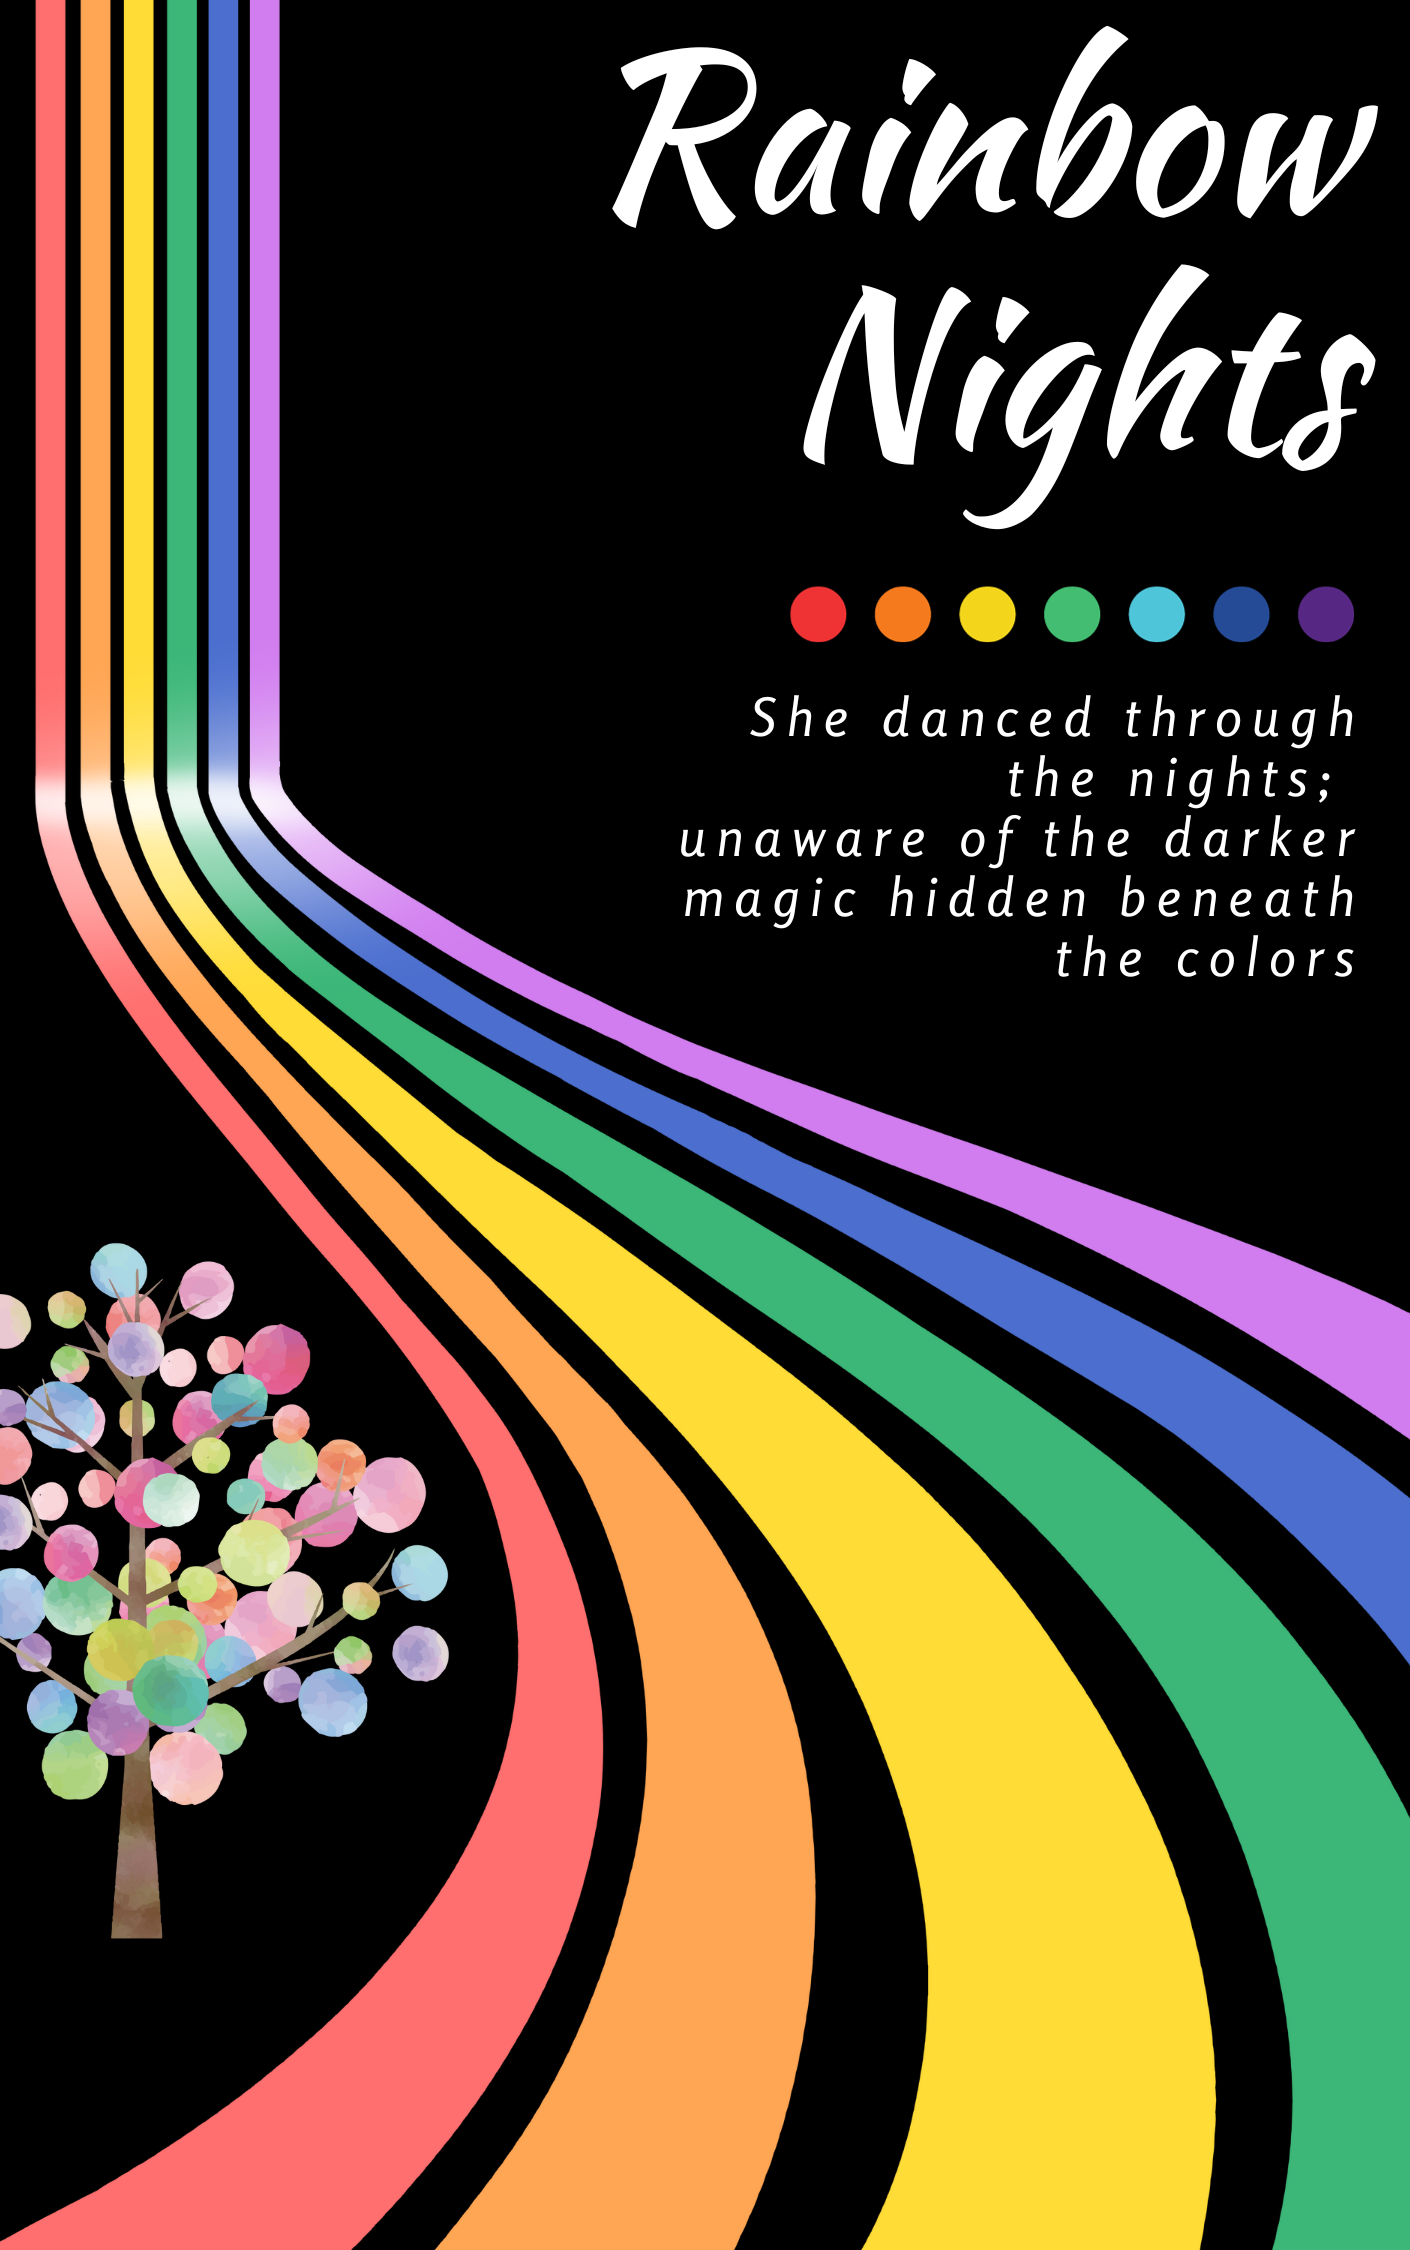 Rainbow
Nights
She danced through
the nights;
unaware of the darker
magic hidden beneath
the colors